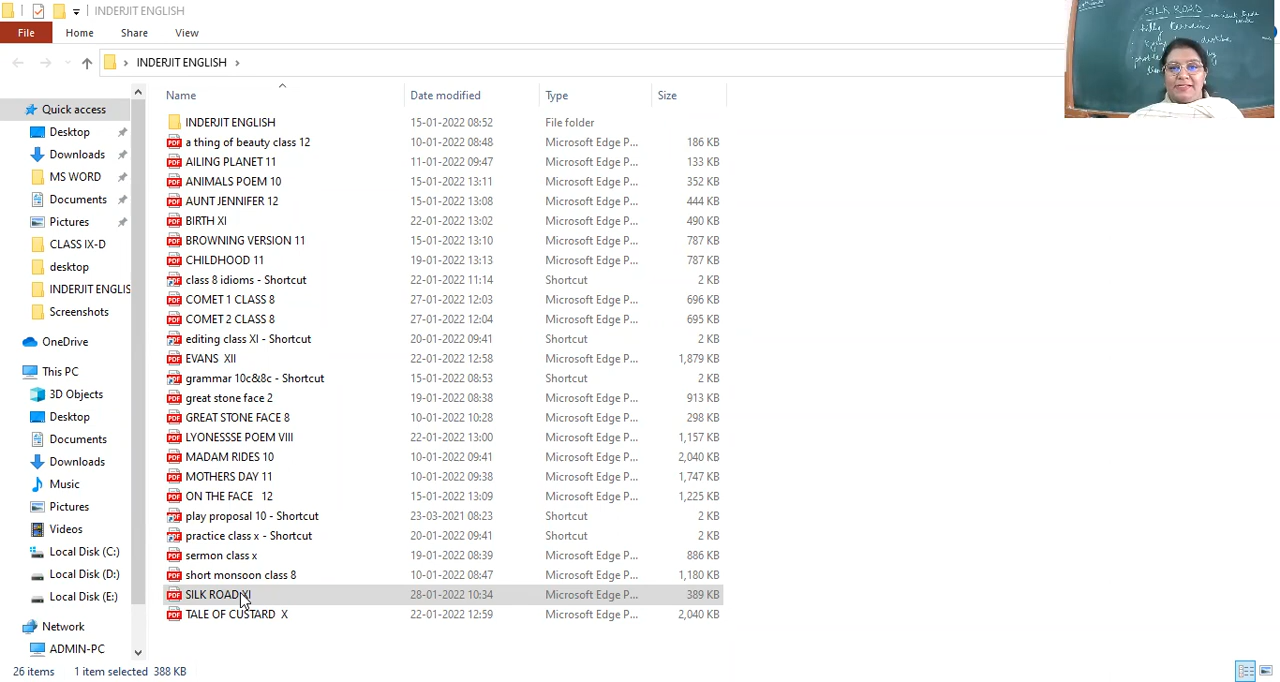 INDERJIT ENGLISH
File Home Share View
INDERJIT ENGLISH
Name Date modified Type Size
Quick access
Desktop
Downloads
MS WORD
Documents
Pictures
CLASS IX-D
desktop
INDERJIT ENGLIS
Screenshots
OneDrive
This PC
3D Objects
Desktop
Documents
Downloads
Music
Pictures
Videos
Local Disk (C:)
Local Disk (D:)
Local Disk (E:)
Network
ADMIN-PC
INDERJIT ENGLISH 15-01-2022 08:52 File folder
a thing of beauty class 12 10-01-2022 08:48 Microsoft Edge P... 186 KB
AILING PLANET 11 11-01-2022 09:47 Microsoft Edge P... 133 KB
ANIMALS POEM 10 15-01-2022 13:11 Microsoft Edge P... 352 KB
AUNT JENNIFER 12 15-01-2022 13:08 Microsoft Edge P... 444 KB
BIRTH XI 22-01-2022 13:02 Microsoft Edge P... 490 KB
BROWNING VERSION 11 15-01-2022 13:10 Microsoft Edge P... 787 KB
CHILDHOOD 11 19-01-2022 13:13 Microsoft Edge P... 787 KB
class 8 idioms - Shortcut 22-01-2022 11:14 Shortcut 2 KB
COMET 1 CLASS 8 27-01-2022 12:03 Microsoft Edge P... 696 KB
COMET 2 CLASS 8 27-01-2022 12:04 Microsoft Edge P... 695 KB
editing class XI - Shortcut 20-01-2022 09:41 Shortcut 2 KB
EVANS XII 22-01-2022 12:58 Microsoft Edge P... 1,879 KB
grammar 10c&8c - Shortcut 15-01-2022 08:53 Shortcut 2 KB
great stone face 2 19-01-2022 08:38 Microsoft Edge P... 913 KB
GREAT STONE FACE 8 10-01-2022 10:28 Microsoft Edge P... 298 KB
LYONESSSE POEM VIII 22-01-2022 13:00 Microsoft Edge P... 1,157 KB
MADAM RIDES 10 10-01-2022 09:41 Microsoft Edge P... 2,040 KB
MOTHERS DAY 11 10-01-2022 09:38 Microsoft Edge P... 1,747 KB
ON THE FACE 12 15-01-2022 13:09 Microsoft Edge P... 1,225 KB
play proposal 10 - Shortcut 23-03-2021 08:23 Shortcut 2 KB
practice class x - Shortcut 20-01-2022 09:41 Shortcut 2 KB
sermon class x 19-01-2022 08:39 Microsoft Edge P... 886 KB
short monsoon class 8 10-01-2022 08:47 Microsoft Edge P... 1,180 KB
SILK ROAD XI 28-01-2022 10:34 Microsoft Edge P... 389 KB
TALE OF CUSTARD X 22-01-2022 12:59 Microsoft Edge P... 2,040 KB
26 items 1 item selected 388 KB
SILK ROAD